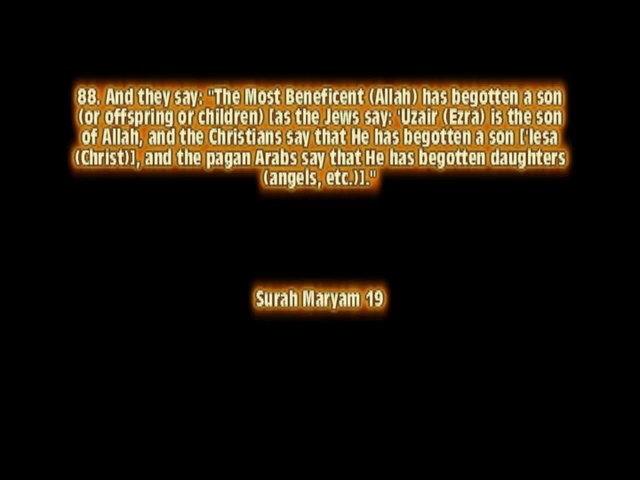 88. And they say: "The Most Beneficent (Allah) has begotten a son
(or offspring or children) [as the Jews say: 'Uzair (Ezra) is the son
of Allah, and the Christians say that He has begotten a son ['Iesa
(Christ)], and the pagan Arabs say that He has begotten daughters
(angels, etc.)]."
Surah Maryam 19